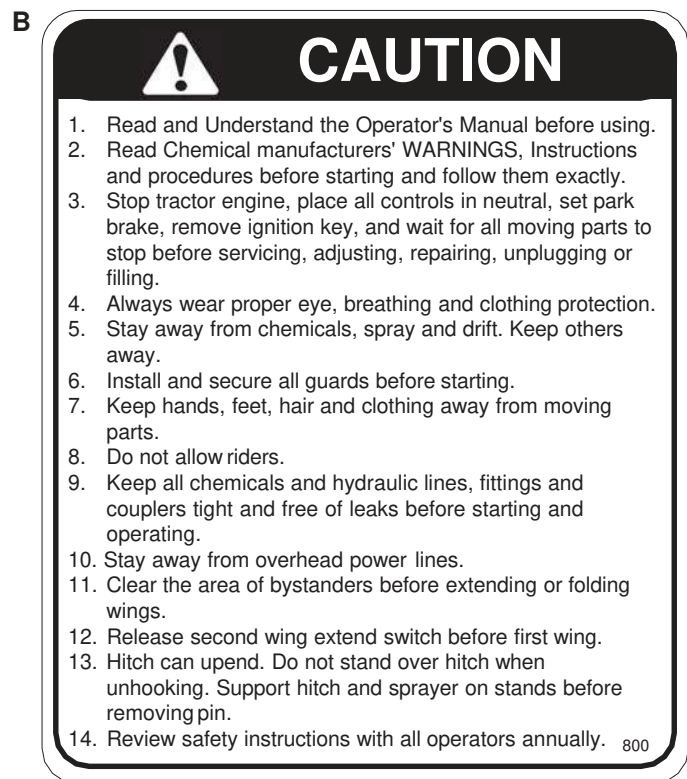 B
CAUTION
1. Read and Understand the Operator's Manual before using.
2. Read Chemical manufacturers' WARNINGS, Instructions
and procedures before starting and follow them exactly.
3. Stop tractor engine, place all controls in neutral, set park
brake, remove ignition key, and wait for all moving parts to
stop before servicing, adjusting, repairing, unplugging or
filling.
4. Always wear proper eye, breathing and clothing protection.
5. Stay away from chemicals, spray and drift. Keep others
away.
6. Install and secure all guards before starting.
7. Keep hands, feet, hair and clothing away from moving
parts.
8. Do not allow riders.
9. Keep all chemicals and hydraulic lines, fittings and
couplers tight and free of leaks before starting and
operating.
10. Stay away from overhead power lines.
11. Clear the area of bystanders before extending or folding
wings.
12. Release second wing extend switch before first wing.
13. Hitch can upend. Do not stand over hitch when
unhooking. Support hitch and sprayer on stands before
removing pin.
14. Review safety instructions with all operators annually. 800